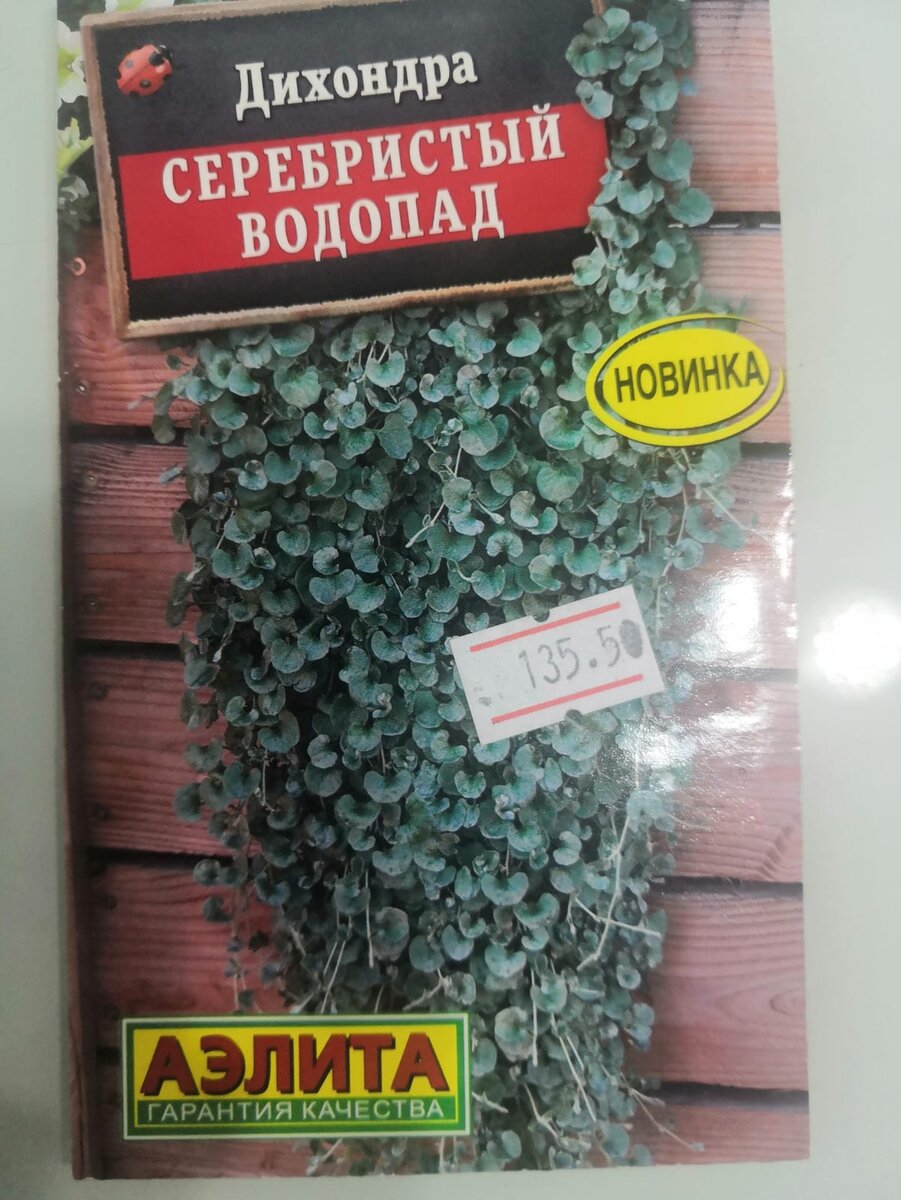 Дихондра
СЕРЕБРИСТЫЙ
ВОДОПАД
НОВИНКА
135.50
АЭЛИТА
ГАРАНТИЯ КАЧЕСТВА